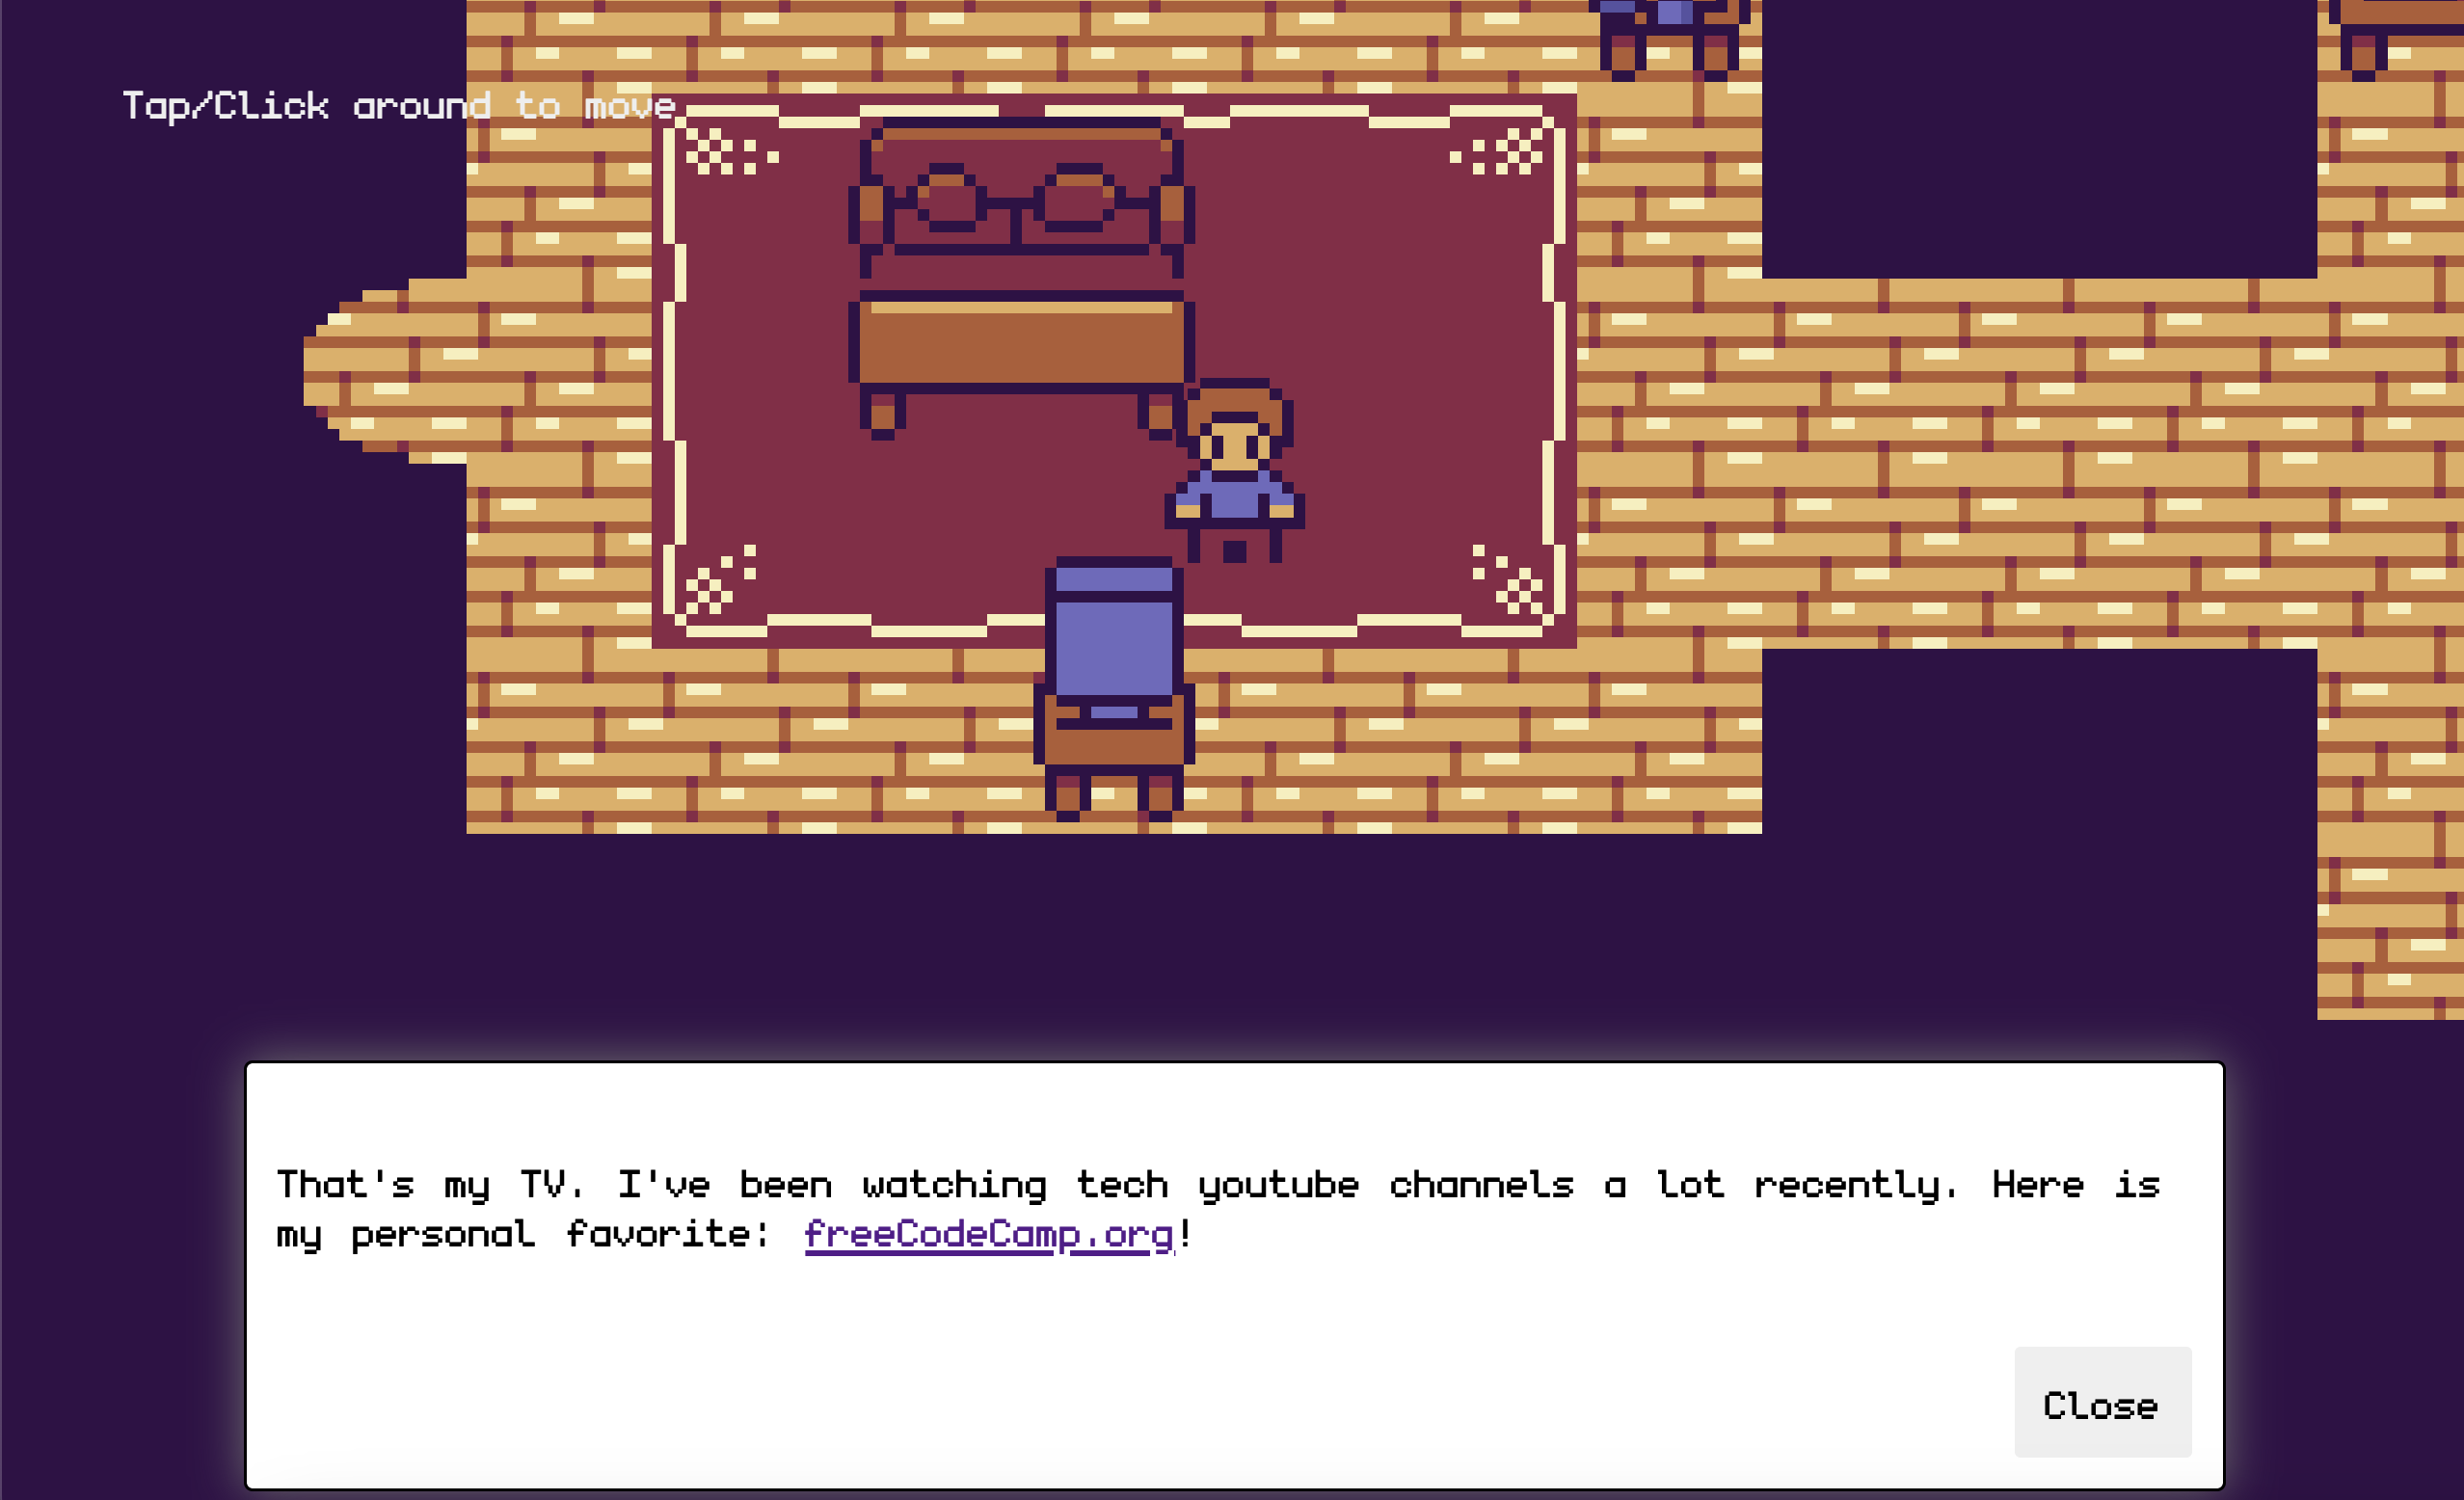 Tap/Click around to move
That's my TV. I've been watching tech youtube channels a lot recently. Here is
my personal favorite: freeCodeCamp.org!
Close